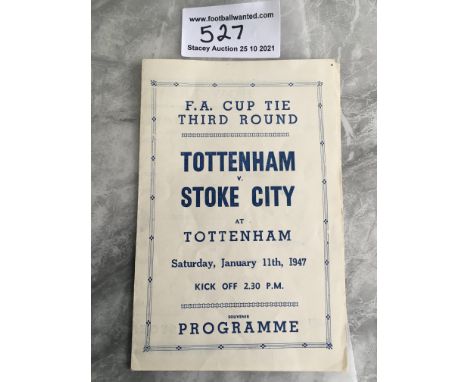 www.footballwanted.com
527
Stacey Auction 25 10 2021
F.A. CUP TIE
THIRD ROUND
TOTTENHAM
v.
STOKE CITY
AT
TOTTENHAM
Saturday, January 11th, 1947
KICK OFF 2.30 P.M.
SOUVENIR
PROGRAMME